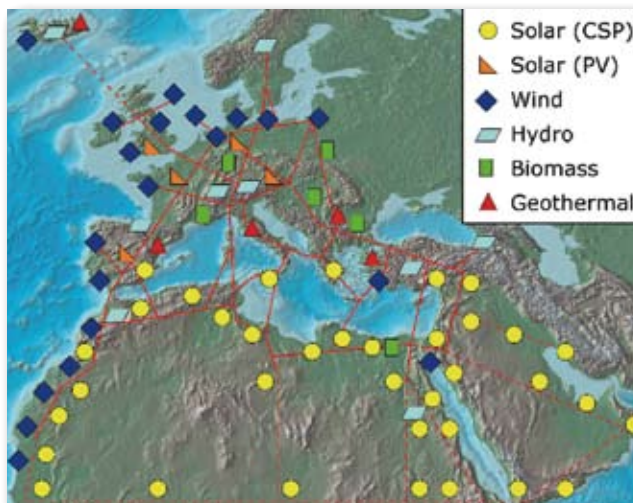 Solar (CSP)
Solar (PV)
Wind
Hydro
Biomass
Geothermal